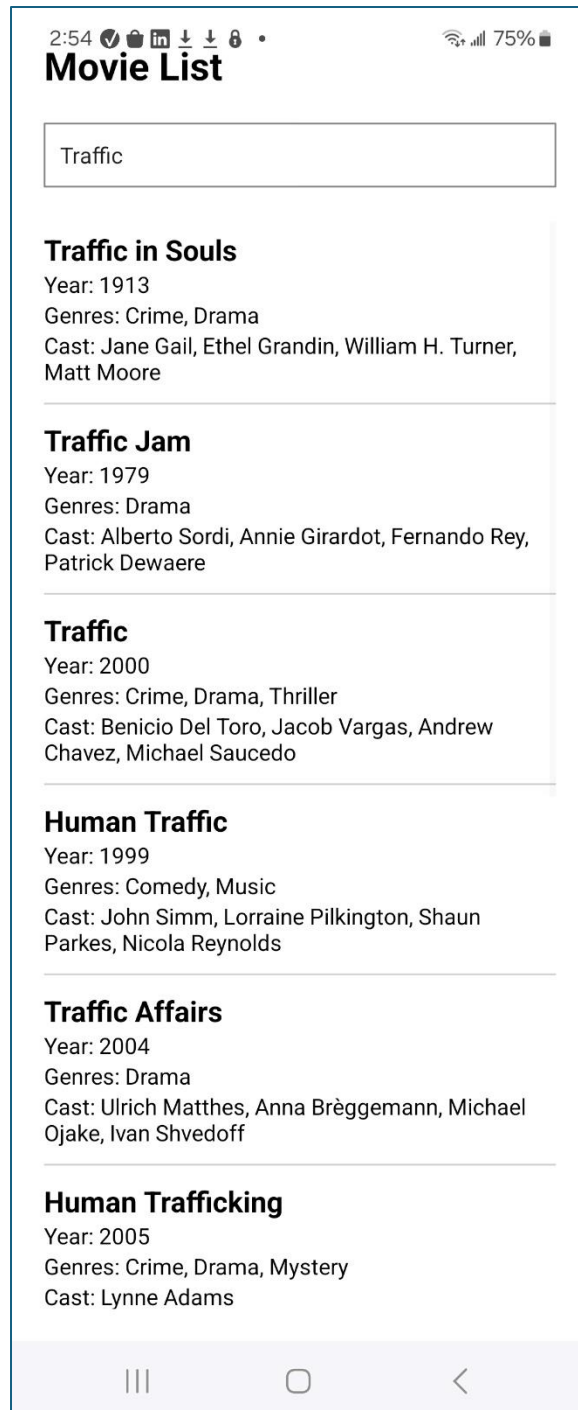 2:54 75%
Movie List
Traffic
Traffic in Souls
Year: 1913
Genres: Crime, Drama
Cast: Jane Gail, Ethel Grandin, William H. Turner,
Matt Moore
Traffic Jam
Year: 1979
Genres: Drama
Cast: Alberto Sordi, Annie Girardot, Fernando Rey,
Patrick Dewaere
Traffic
Year: 2000
Genres: Crime, Drama, Thriller
Cast: Benicio Del Toro, Jacob Vargas, Andrew
Chavez, Michael Saucedo
Human Traffic
Year: 1999
Genres: Comedy, Music
Cast: John Simm, Lorraine Pilkington, Shaun
Parkes, Nicola Reynolds
Traffic Affairs
Year: 2004
Genres: Drama
Cast: Ulrich Matthes, Anna Brèggemann, Michael
Ojake, Ivan Shvedoff
Human Trafficking
Year: 2005
Genres: Crime, Drama, Mystery
Cast: Lynne Adams